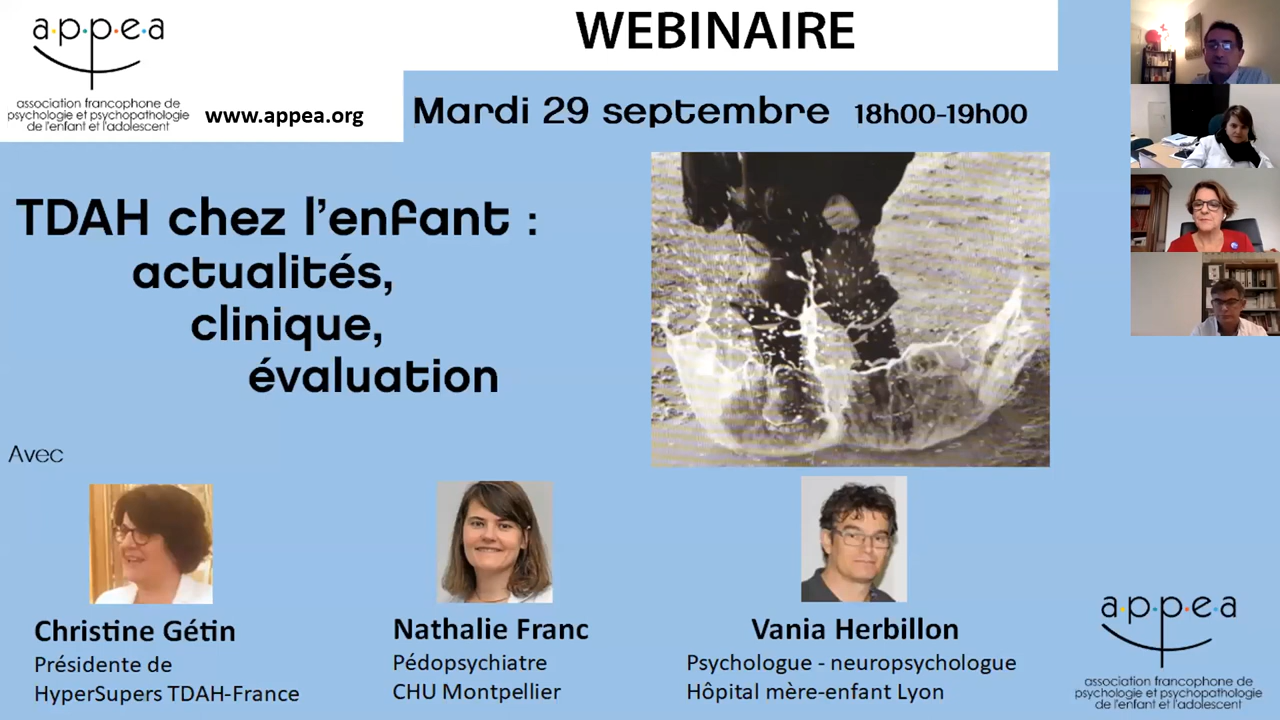 a·p·p·e·a
association francophone de
psychologie et psychopathologie
de l'enfant et l'adolescent
www.appea.org
WEBINAIRE
Mardi 29 septembre 18h00-19h00
TDAH chez l'enfant :
actualités,
clinique,
évaluation
Avec
Christine Gétin
Présidente de
HyperSupers TDAH-France
Nathalie Franc
Pédopsychiatre
CHU Montpellier
Vania Herbillon
Psychologue - neuropsychologue
Hôpital mère-enfant Lyon
a·p·p·e·a
association francophone de
psychologie et psychopathologie
de l'enfant et l'adolescent